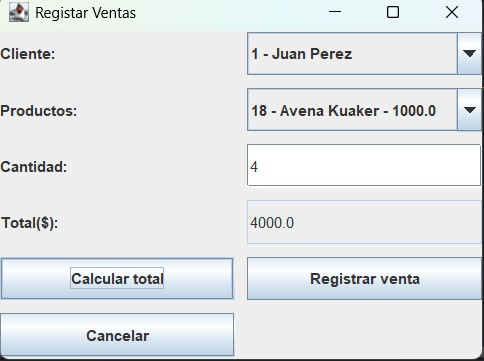 Registar Ventas
Cliente: 1 - Juan Perez
Productos: 18 - Avena Kuaker - 1000.0
Cantidad: 4
Total($): 4000.0
Calcular total Registrar venta
Cancelar